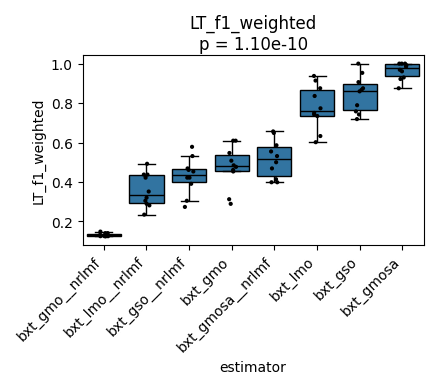 LT_f1_weighted
p = 1.10e-10
LT_f1_weighted
1.0
0.8
0.6
0.4
0.2
bxt_gmo__nrlmf
bxt_lmo__nrlmf
bxt_gso__nrlmf
bxt_gmo
bxt_gmosa__nrlmf
bxt_lmo
bxt_gso
bxt_gmosa
estimator